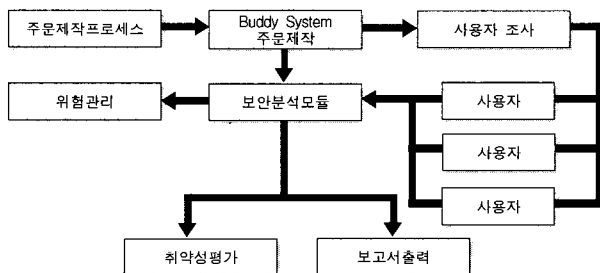 주문제작프로세스
Buddy System
주문제작
사용자 조사
위험관리
보안분석모듈
사용자
사용자
사용자
취약성평가
보고서출력